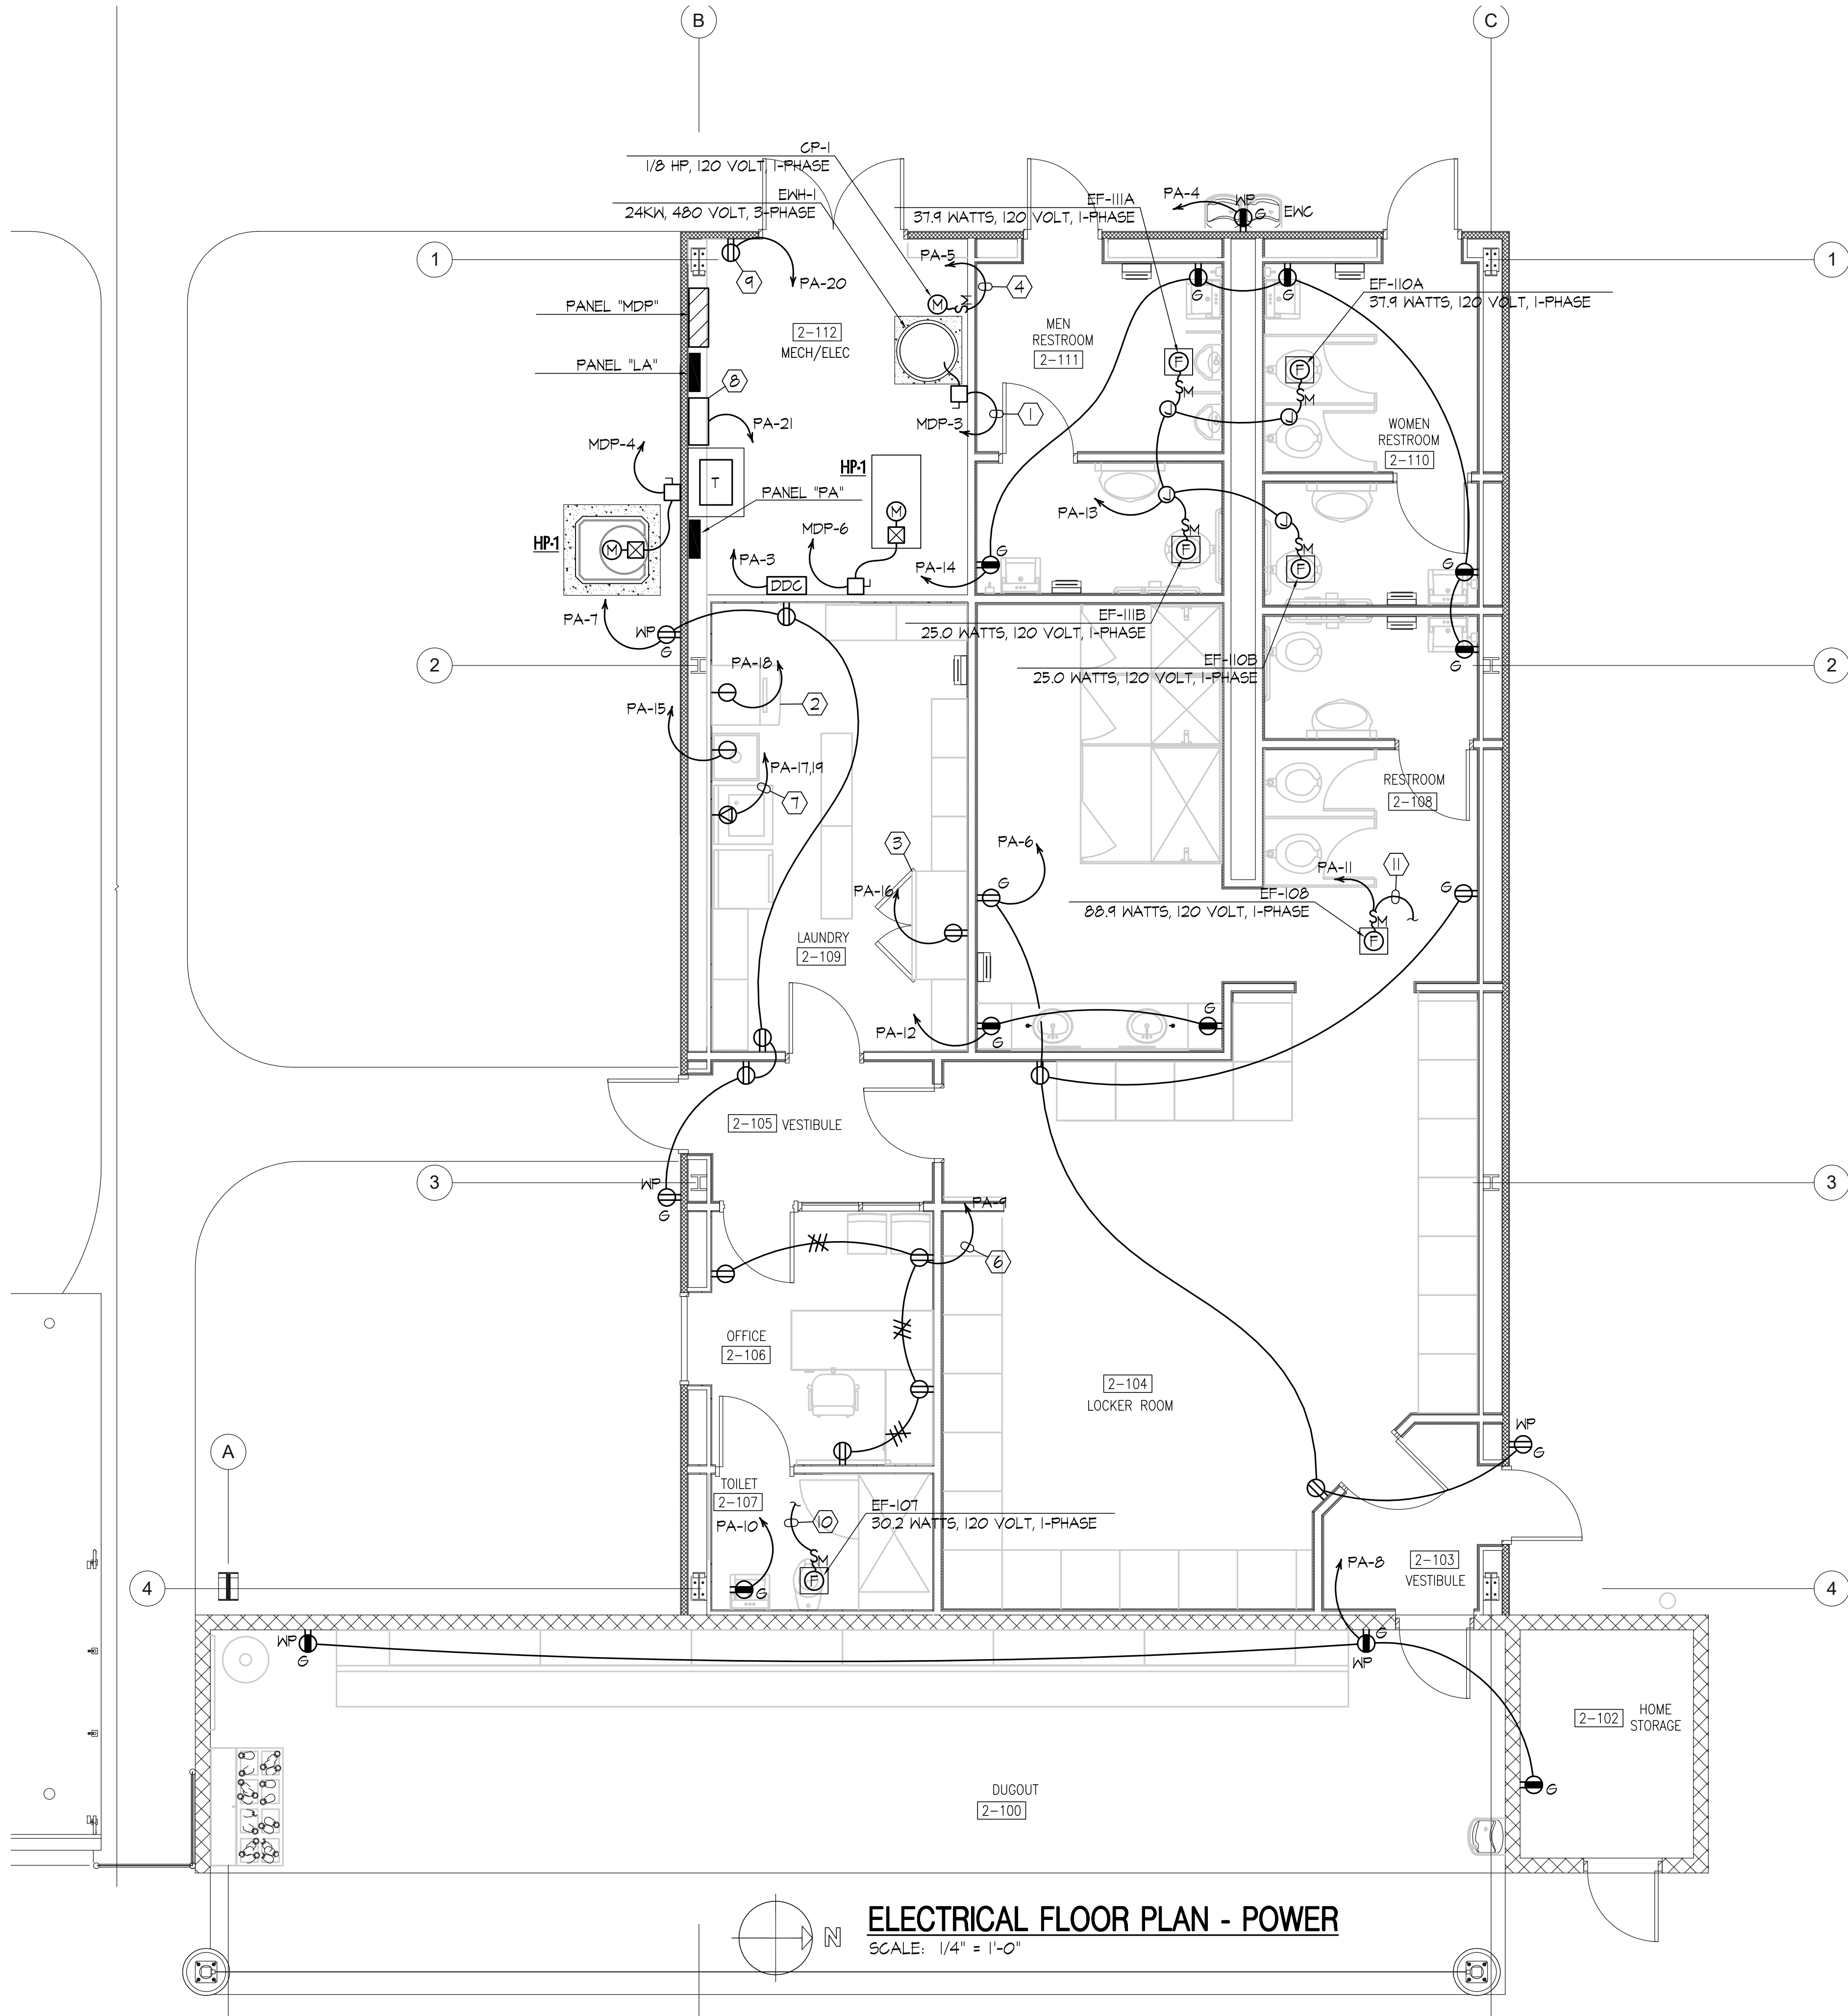 B
C
CP-1
1/8 HP, 120 VOLT, 1-PHASE
EWH-1
24KW, 480 VOLT, 3-PHASE
EF-111A
37.9 WATTS, 120 VOLT, 1-PHASE
PA-4
WP
G
EWC
1
9
PA-20
PA-5
4
M
SM
G
G
EF-110A
37.9 WATTS, 120 VOLT, 1-PHASE
1
PANEL "MDP"
2-112
MECH/ELEC
MEN
RESTROOM
2-111
F
SM
F
SM
PANEL "LA"
8
PA-21
MDP-3
1
J
J
WOMEN
RESTROOM
2-110
MDP-4
T
HP-1
PANEL "PA"
M
MDP-6
PA-13
J
J
SM
SM
HP-1
M
PA-3
DDC
PA-14
G
F
F
G
PA-7
WP
G
EF-111B
25.0 WATTS, 120 VOLT, 1-PHASE
2
PA-18
2
EF-110B
25.0 WATTS, 120 VOLT, 1-PHASE
G
2
PA-15
PA-17,19
7
RESTROOM
2-108
3
PA-6
PA-16
G
PA-11
11
G
EF-108
88.9 WATTS, 120 VOLT, 1-PHASE
SM
F
LAUNDRY
2-109
PA-12
G
G
2-105 VESTIBULE
3
WP
G
PA-9
6
3
OFFICE
2-106
2-104
LOCKER ROOM
A
WP
G
TOILET
2-107
PA-10
10
EF-107
30.2 WATTS, 120 VOLT, 1-PHASE
SM
F
G
4
PA-8
2-103
VESTIBULE
4
WP
G
G
WP
2-102 HOME
STORAGE
G
DUGOUT
2-100
N
ELECTRICAL FLOOR PLAN - POWER
SCALE: 1/4" = 1'-0"